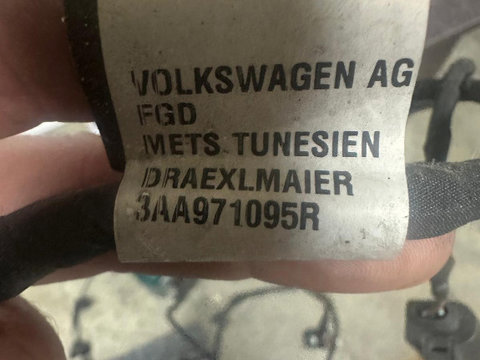 VOLKSWAGEN AG
FGD
METS TUNESIEN
DRAEXLMAIER
3AA971095R